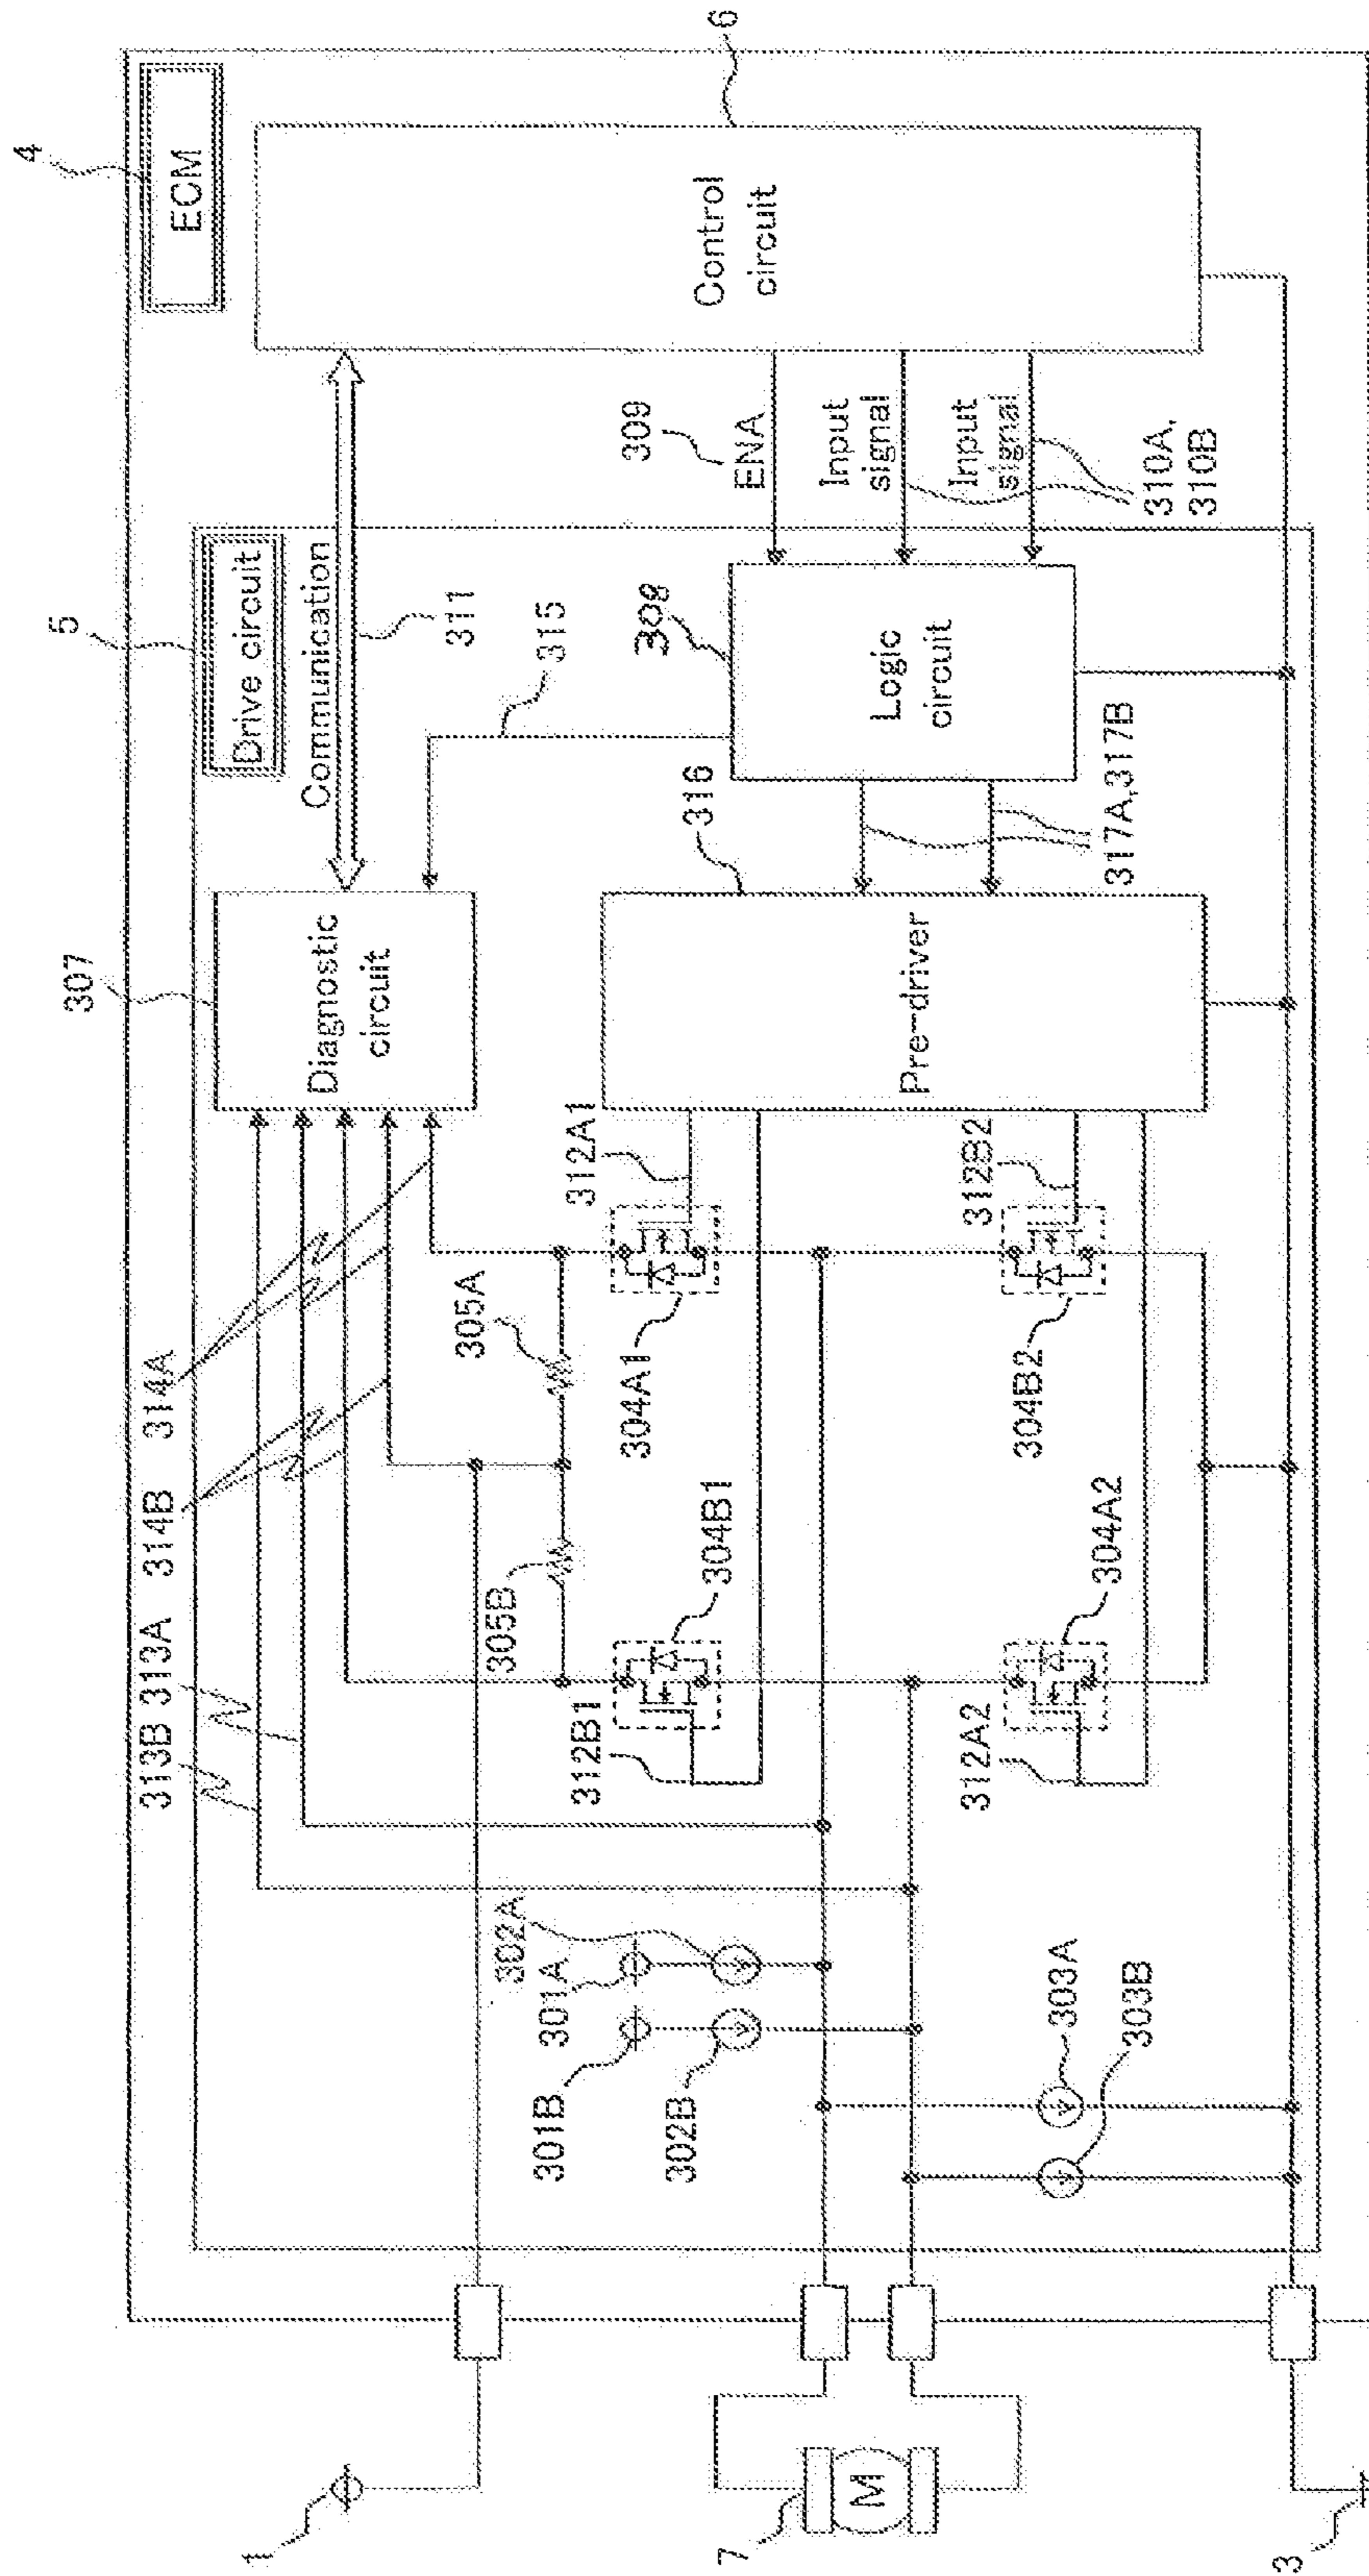 4
ECM
5
Drive circuit
6
1
307
Communication
311
313B
313A
314B
314A
Diagnostic
circuit
315
305B
305A
301B
301A
302A
302B
312B1
304B1
304A1
312A1
316
308
309
ENA
Input
signal
Input
signal
310A,
310B
Control
circuit
Logic
circuit
Pre-driver
317A,317B
7
M
303A
303B
312A2
304A2
304B2
312B2
3